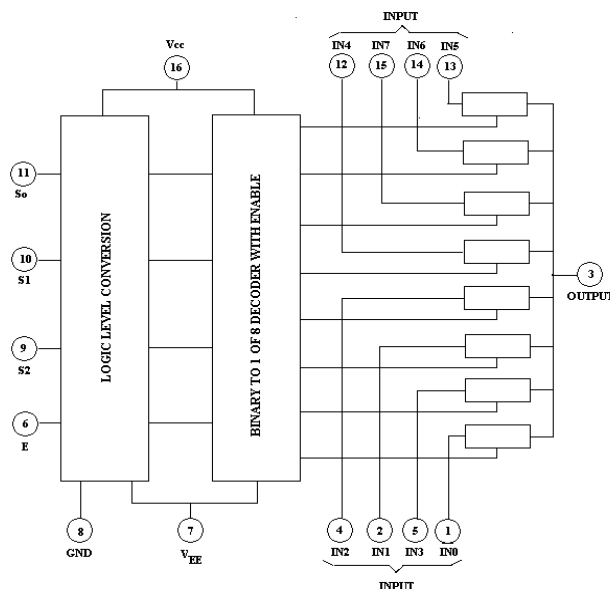 INPUT
IN4 IN7 IN6 IN5
12 15 14 13
Vcc
16
11
So
10
S1
9
S2
6
E
LOGIC LEVEL CONVERSION
BINARY TO 1 OF 8 DECODER WITH ENABLE
3
OUTPUT
8
GND
7
VEE
4 2 5 1
IN2 IN1 IN3 IN0
INPUT